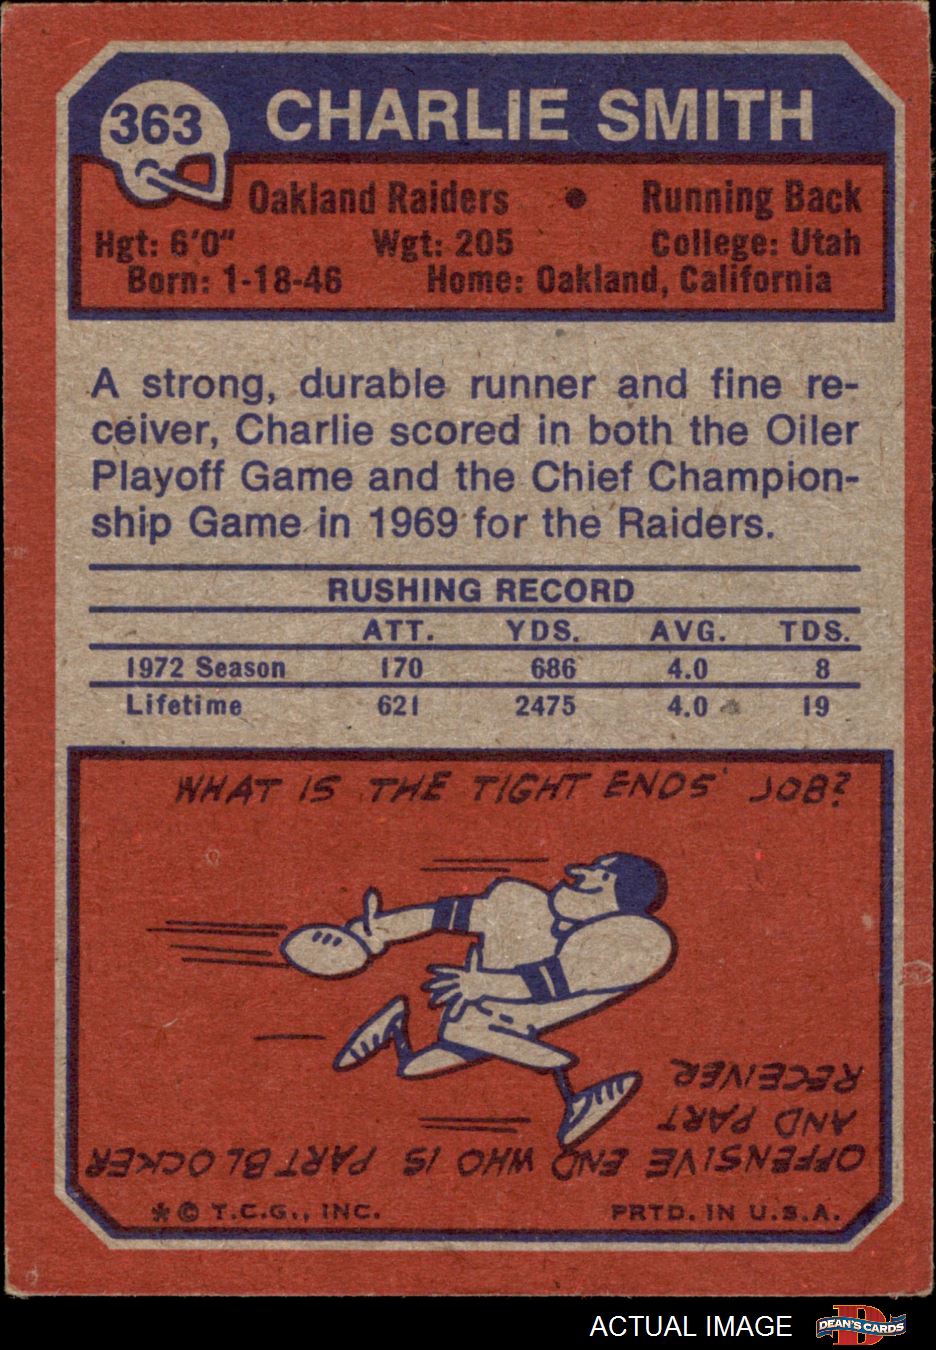 363 CHARLIE SMITH
Oakland Raiders • Running Back
Hgt: 6'0" Wgt: 205 College: Utah
Born: 1-18-46 Home: Oakland, California
A strong, durable runner and fine re-
ceiver, Charlie scored in both the Oiler
Playoff Game and the Chief Champion-
ship Game in 1969 for the Raiders.
RUSHING RECORD
ATT. YDS. AVG. TDS.
1972 Season 170 686 4.0 8
Lifetime 621 2475 4.0 19
WHAT IS THE TIGHT ENDS' JOB?
OFFENSIVE END WHO IS PART BLOCKER
AND PART
RECEIVER
* © T.C.G., INC. PRTD. IN U.S.A.
ACTUAL IMAGE DEAN'S CARDS